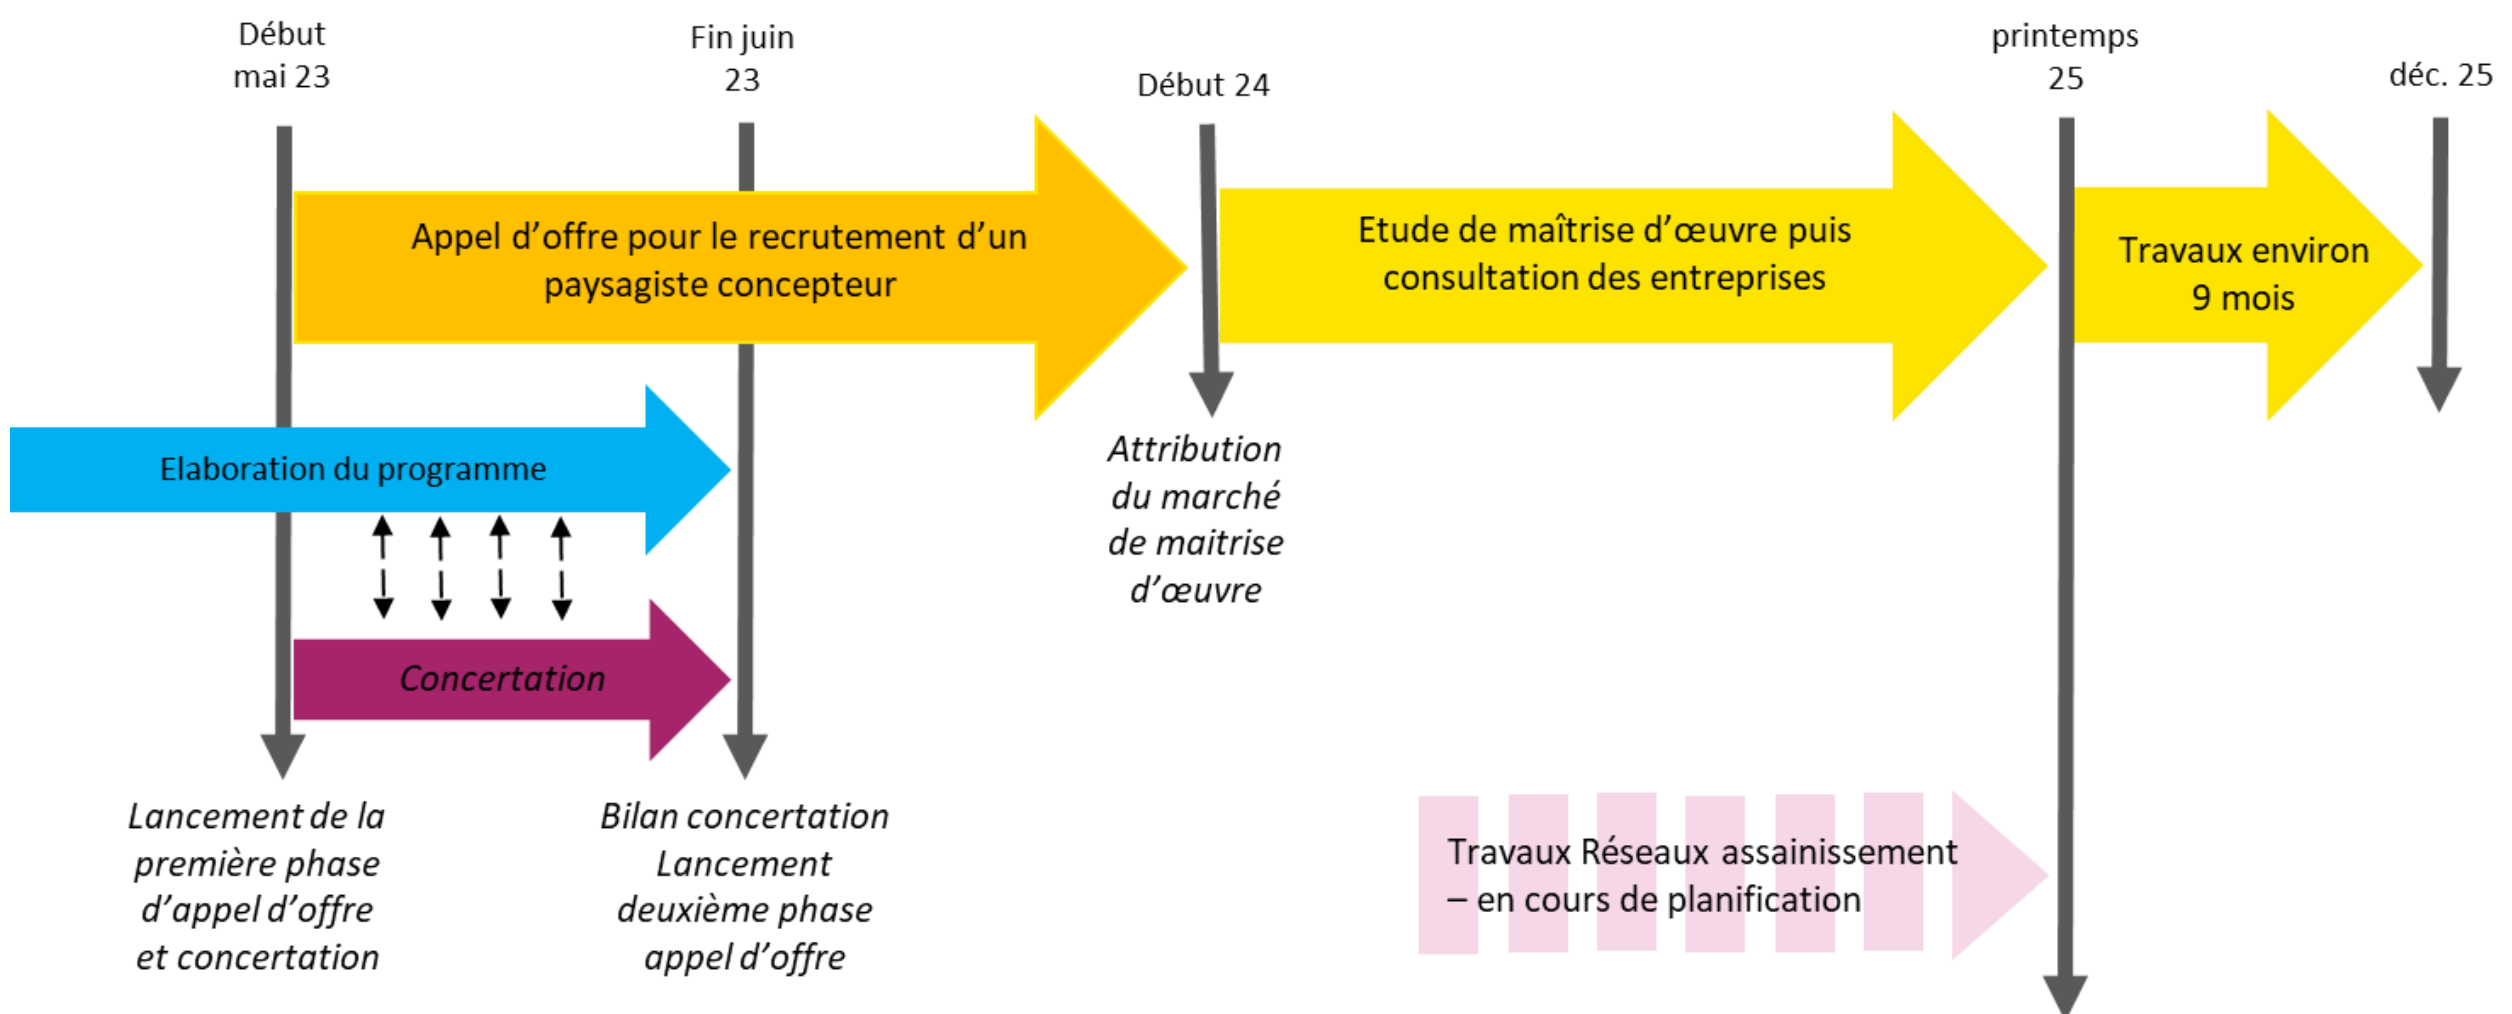 Début
mai 23
Fin juin
23
Début 24
printemps
25
déc. 25
Appel d’offre pour le recrutement d’un
paysagiste concepteur
Etude de maîtrise d’œuvre puis
consultation des entreprises
Travaux environ
9 mois
Elaboration du programme
Attribution
du marché
de maitrise
d’œuvre
Concertation
Lancement de la
première phase
d’appel d’offre
et concertation
Bilan concertation
Lancement
deuxième phase
appel d’offre
Travaux Réseaux assainissement
– en cours de planification